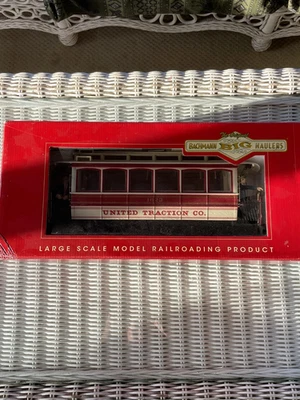 BACHMANN BIG HAULERS
UNITED TRACTION CO.
LARGE SCALE MODEL RAILROADING PRODUCT